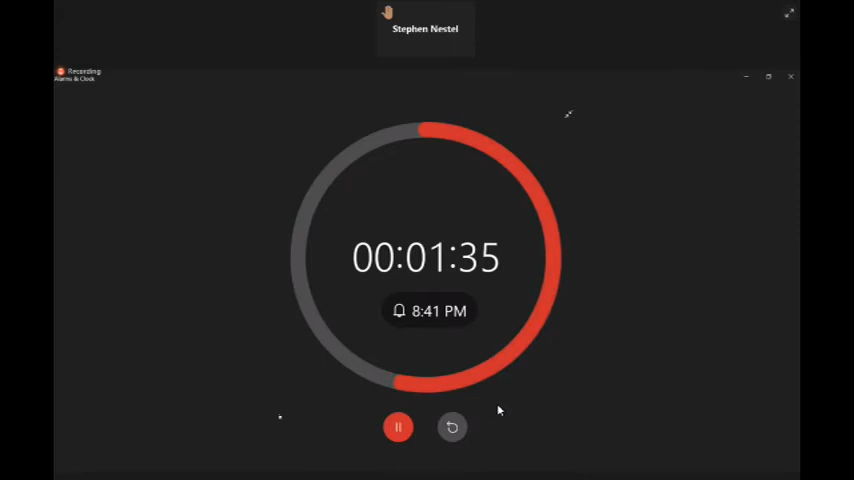 Stephen Nestel
Recording
Alarms & Clock
00:01:35
8:41 PM